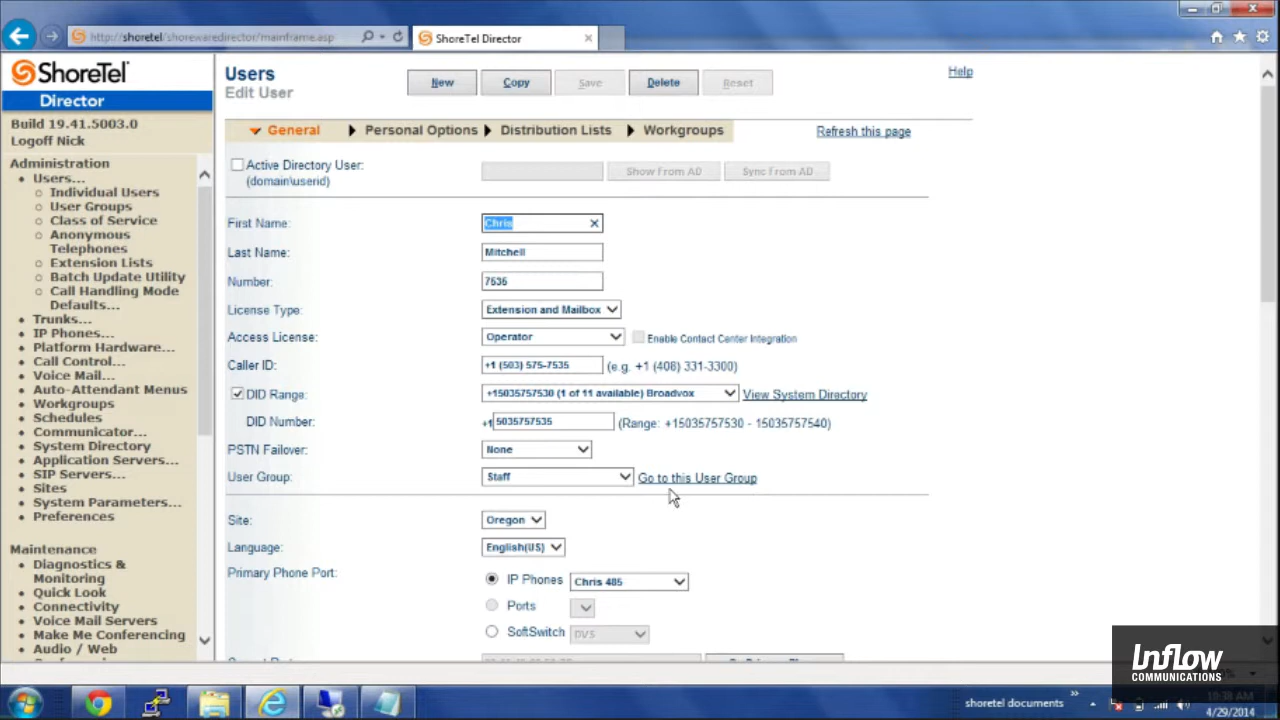 http://shoretel/shorewaredirector/mainframe.asp
ShoreTel Director
ShoreTel
Director
Build 19.41.5003.0
Logoff Nick
Administration
Users...
Individual Users
User Groups
Class of Service
Anonymous
Telephones
Extension Lists
Batch Update Utility
Call Handling Mode
Defaults...
Trunks...
IP Phones...
Platform Hardware...
Call Control...
Voice Mail...
Auto-Attendant Menus
Workgroups
Schedules
Communicator...
System Directory
Application Servers...
SIP Servers...
Sites
System Parameters...
Preferences
Maintenance
Diagnostics &
Monitoring
Quick Look
Connectivity
Voice Mail Servers
Make Me Conferencing
Audio / Web
Users
Edit User
New Copy Save Delete Reset
Help
General Personal Options Distribution Lists Workgroups
Refresh this page
Active Directory User:
(domain\userid)
Show From AD Sync From AD
First Name: Chris
Last Name: Mitchell
Number: 7535
License Type: Extension and Mailbox
Access License: Operator Enable Contact Center Integration
Caller ID: +1 (503) 575-7535 (e.g. +1 (408) 331-3300)
DID Range: +15035757530 (1 of 11 available) Broadvox View System Directory
DID Number: +1 5035757535 (Range: +15035757530 - 15035757540)
PSTN Failover: None
User Group: Staff Go to this User Group
Site: Oregon
Language: English(US)
Primary Phone Port: IP Phones Chris 485
Ports
SoftSwitch DVS
Inflow
COMMUNICATIONS
shoretel documents
10:38 AM
4/29/2014